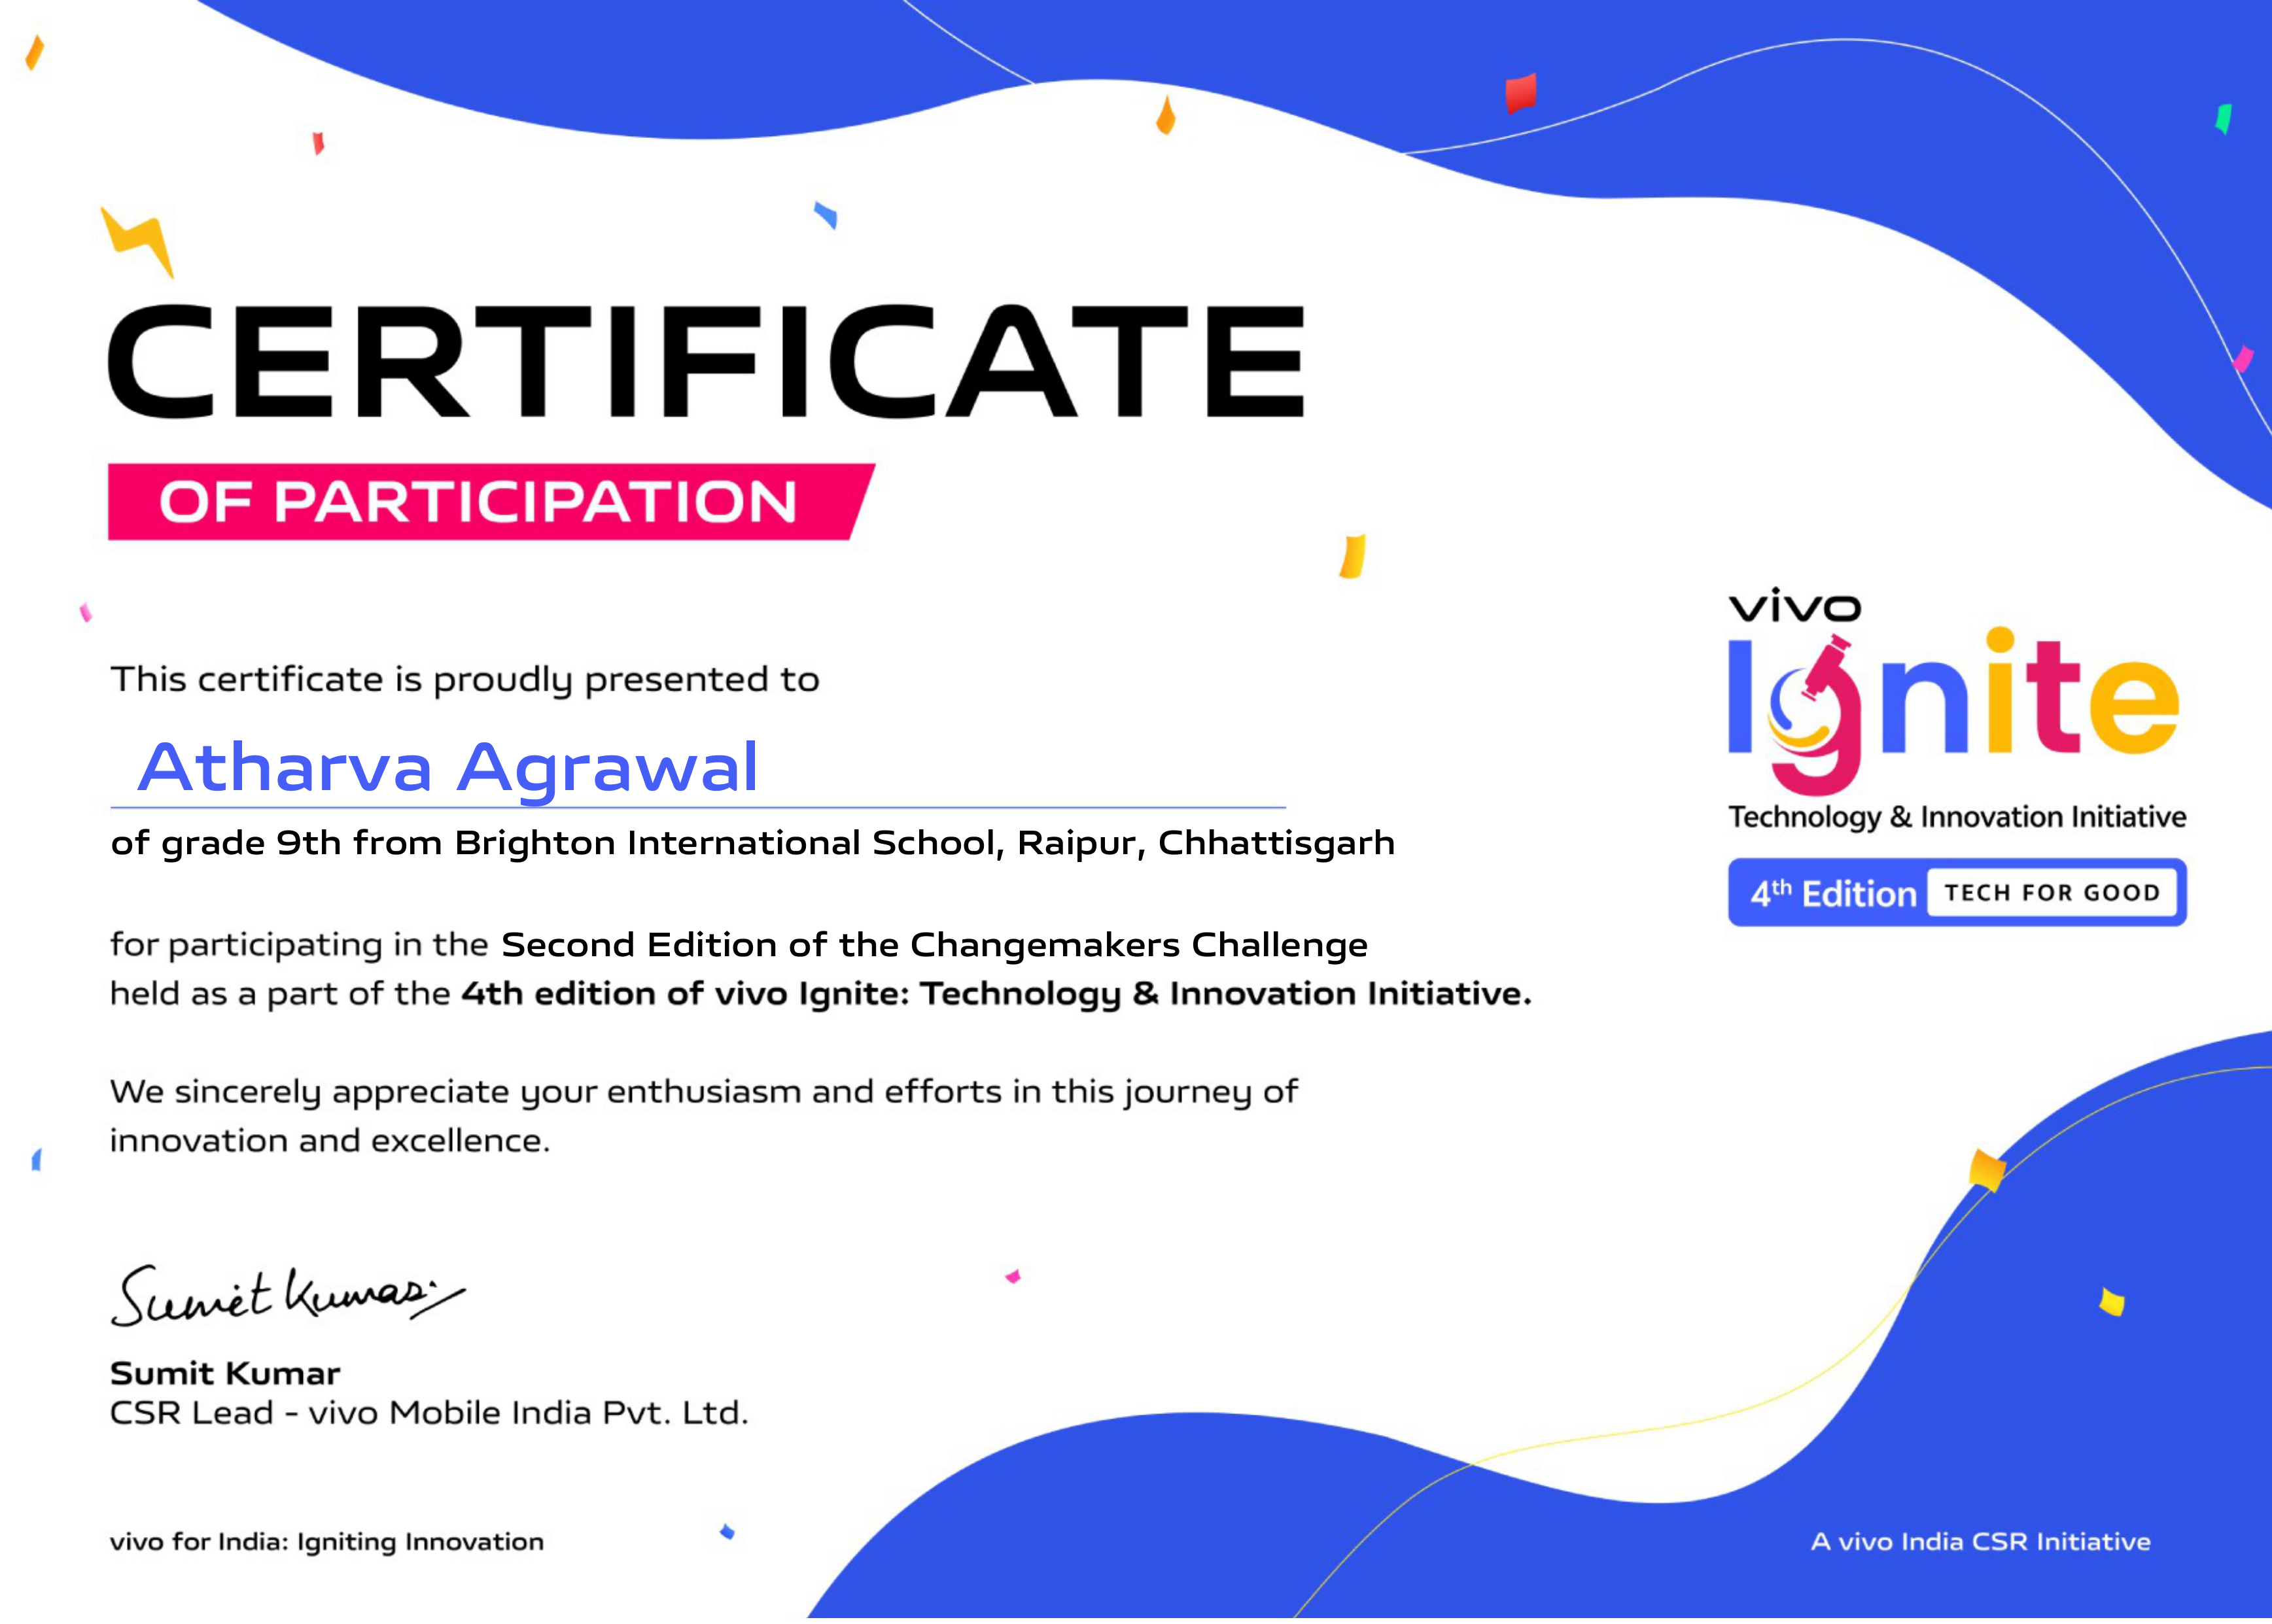 CERTIFICATE
OF PARTICIPATION
This certificate is proudly presented to
Atharva Agrawal
of grade 9th from Brighton International School, Raipur, Chhattisgarh
for participating in the Second Edition of the Changemakers Challenge
held as a part of the 4th edition of vivo Ignite: Technology & Innovation Initiative.
We sincerely appreciate your enthusiasm and efforts in this journey of
innovation and excellence.
Sumit Kumar
Sumit Kumar
CSR Lead - vivo Mobile India Pvt. Ltd.
vivo for India: Igniting Innovation
vivo
Ignite
Technology & Innovation Initiative
4th Edition TECH FOR GOOD
A vivo India CSR Initiative